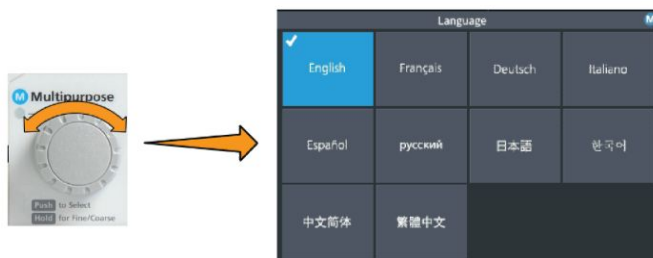 Language
M
English
Français
Deutsch
Italiano
Español
русский
日本語
한국어
中文简体
繁體中文
M Multipurpose
Push to Select
Hold for Fine/Coarse